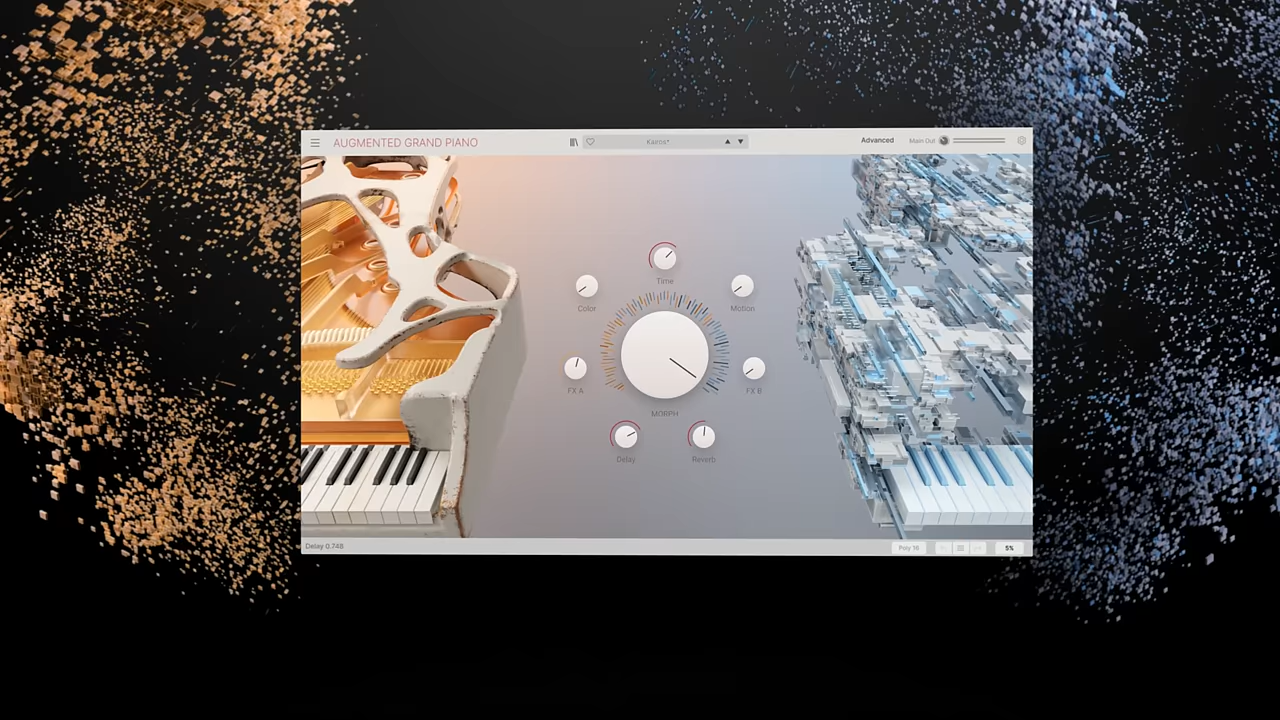 AUGMENTED GRAND PIANO
Kairos*
Advanced
Main Out
Time
Color
Motion
FX A
FX B
MORPH
Delay
Reverb
Delay 0.748
Poly 16
5%